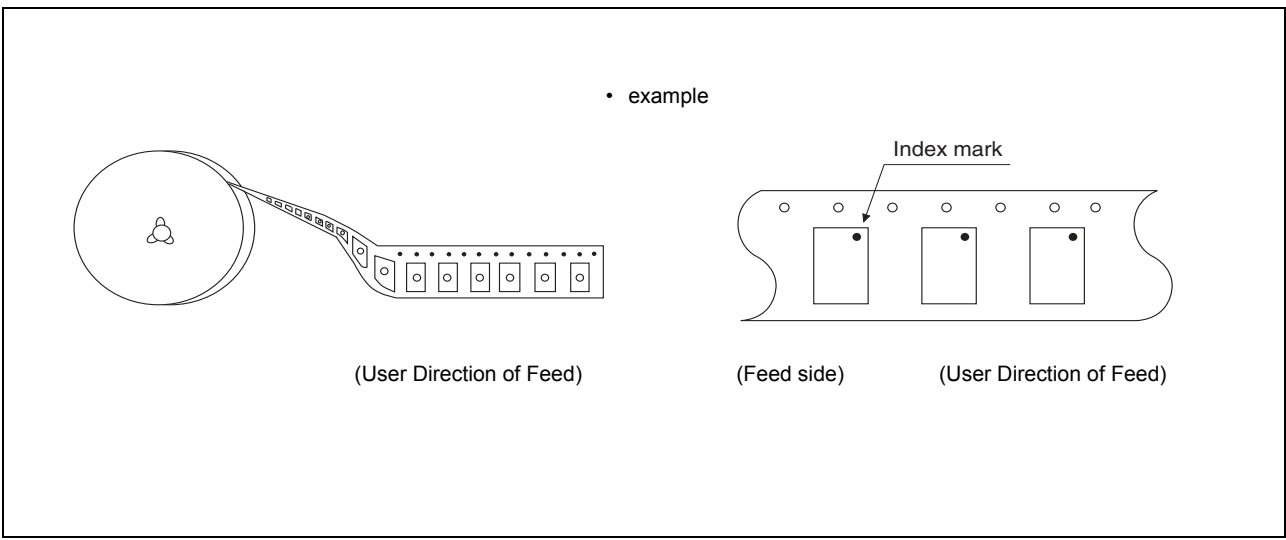 • example
Index mark
(User Direction of Feed)
(Feed side)
(User Direction of Feed)